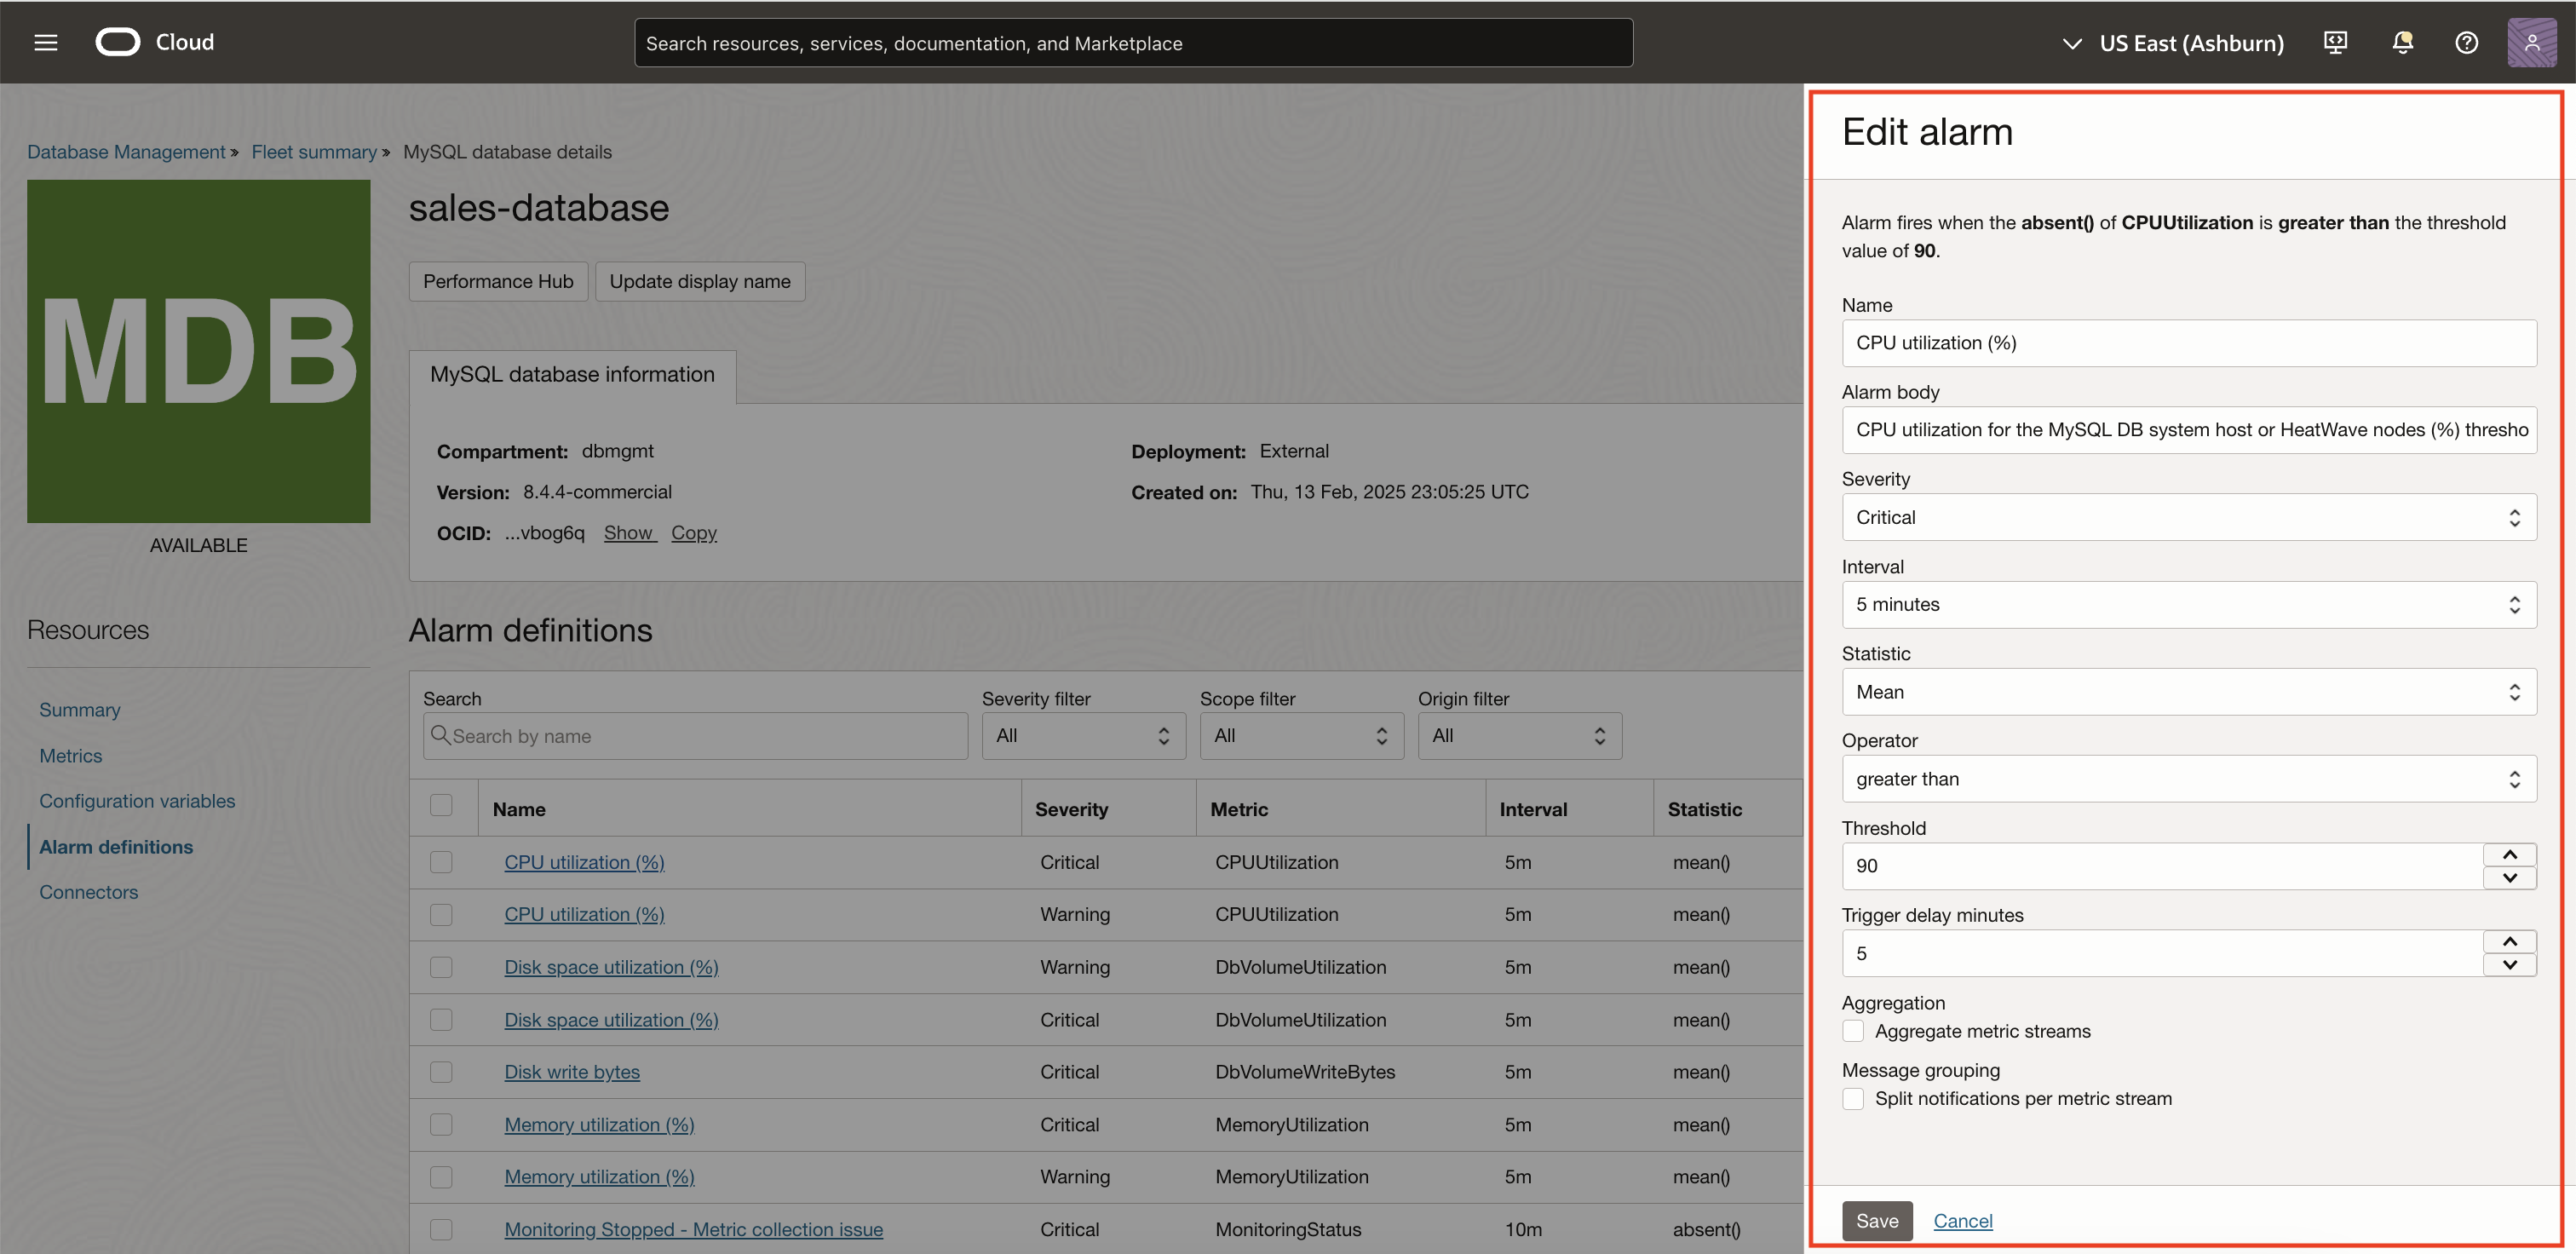 Cloud
Search resources, services, documentation, and Marketplace
US East (Ashburn)
Database Management » Fleet summary » MySQL database details
MDB
AVAILABLE
sales-database
Performance Hub
Update display name
MySQL database information
Compartment: dbmgmt
Deployment: External
Version: 8.4.4-commercial
Created on: Thu, 13 Feb, 2025 23:05:25 UTC
OCID: ...vbog6q Show Copy
Resources
Summary
Metrics
Configuration variables
Alarm definitions
Connectors
Alarm definitions
Search
Severity filter
Scope filter
Origin filter
Search by name
All
All
All
Name Severity Metric Interval Statistic
CPU utilization (%) Critical CPUUtilization 5m mean()
CPU utilization (%) Warning CPUUtilization 5m mean()
Disk space utilization (%) Warning DbVolumeUtilization 5m mean()
Disk space utilization (%) Critical DbVolumeUtilization 5m mean()
Disk write bytes Critical DbVolumeWriteBytes 5m mean()
Memory utilization (%) Critical MemoryUtilization 5m mean()
Memory utilization (%) Warning MemoryUtilization 5m mean()
Monitoring Stopped - Metric collection issue Critical MonitoringStatus 10m absent()
Edit alarm
Alarm fires when the absent() of CPUUtilization is greater than the threshold
value of 90.
Name
CPU utilization (%)
Alarm body
CPU utilization for the MySQL DB system host or HeatWave nodes (%) thresho
Severity
Critical
Interval
5 minutes
Statistic
Mean
Operator
greater than
Threshold
90
Trigger delay minutes
5
Aggregation
Aggregate metric streams
Message grouping
Split notifications per metric stream
Save
Cancel